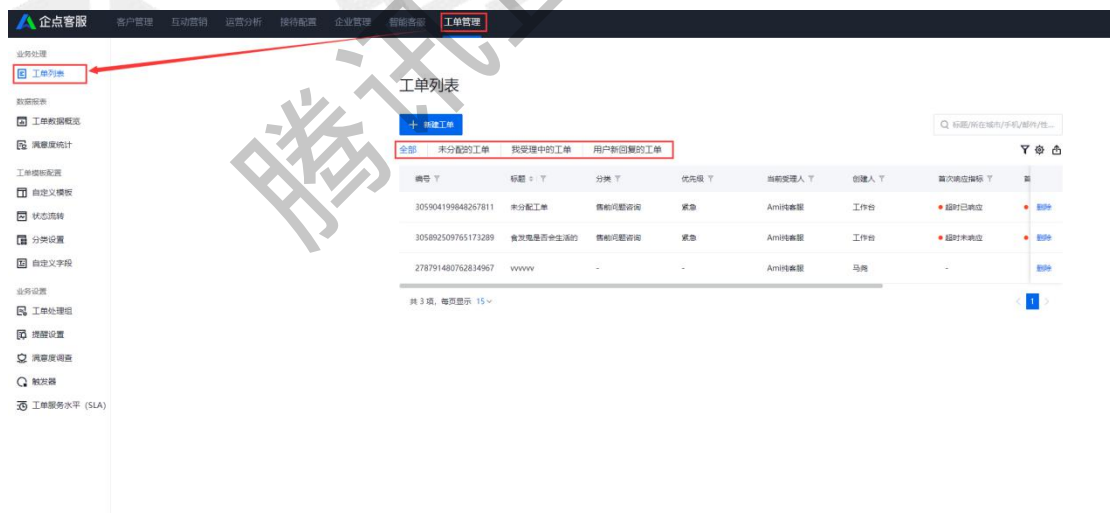 企点客服 客户管理 互动营销 运营分析 接待配置 企业管理 智能客服 工单管理
业务处理
工单列表
数据报表
工单数据概览
满意度统计
工单模板配置
自定义模板
状态流转
分类设置
自定义字段
业务设置
工单处理组
提醒设置
满意度调查
触发器
工单服务水平 (SLA)
工单列表
+ 新建工单
标题/所在城市/手机/邮件/性...
全部 未分配的工单 我受理中的工单 用户新回复的工单
编号 标题 分类 优先级 当前受理人 创建人 首次响应指标
305904199848267811 未分配工单 售前问题咨询 紧急 Ami纯客服 工作台 超时已响应 删除
305892509765173289 售前问题咨询 紧急 Ami纯客服 工作台 超时未响应 删除
278791480762834967 vvvvvv - - Ami纯客服 - 删除
共 3 项, 每页显示 15
1
腾讯